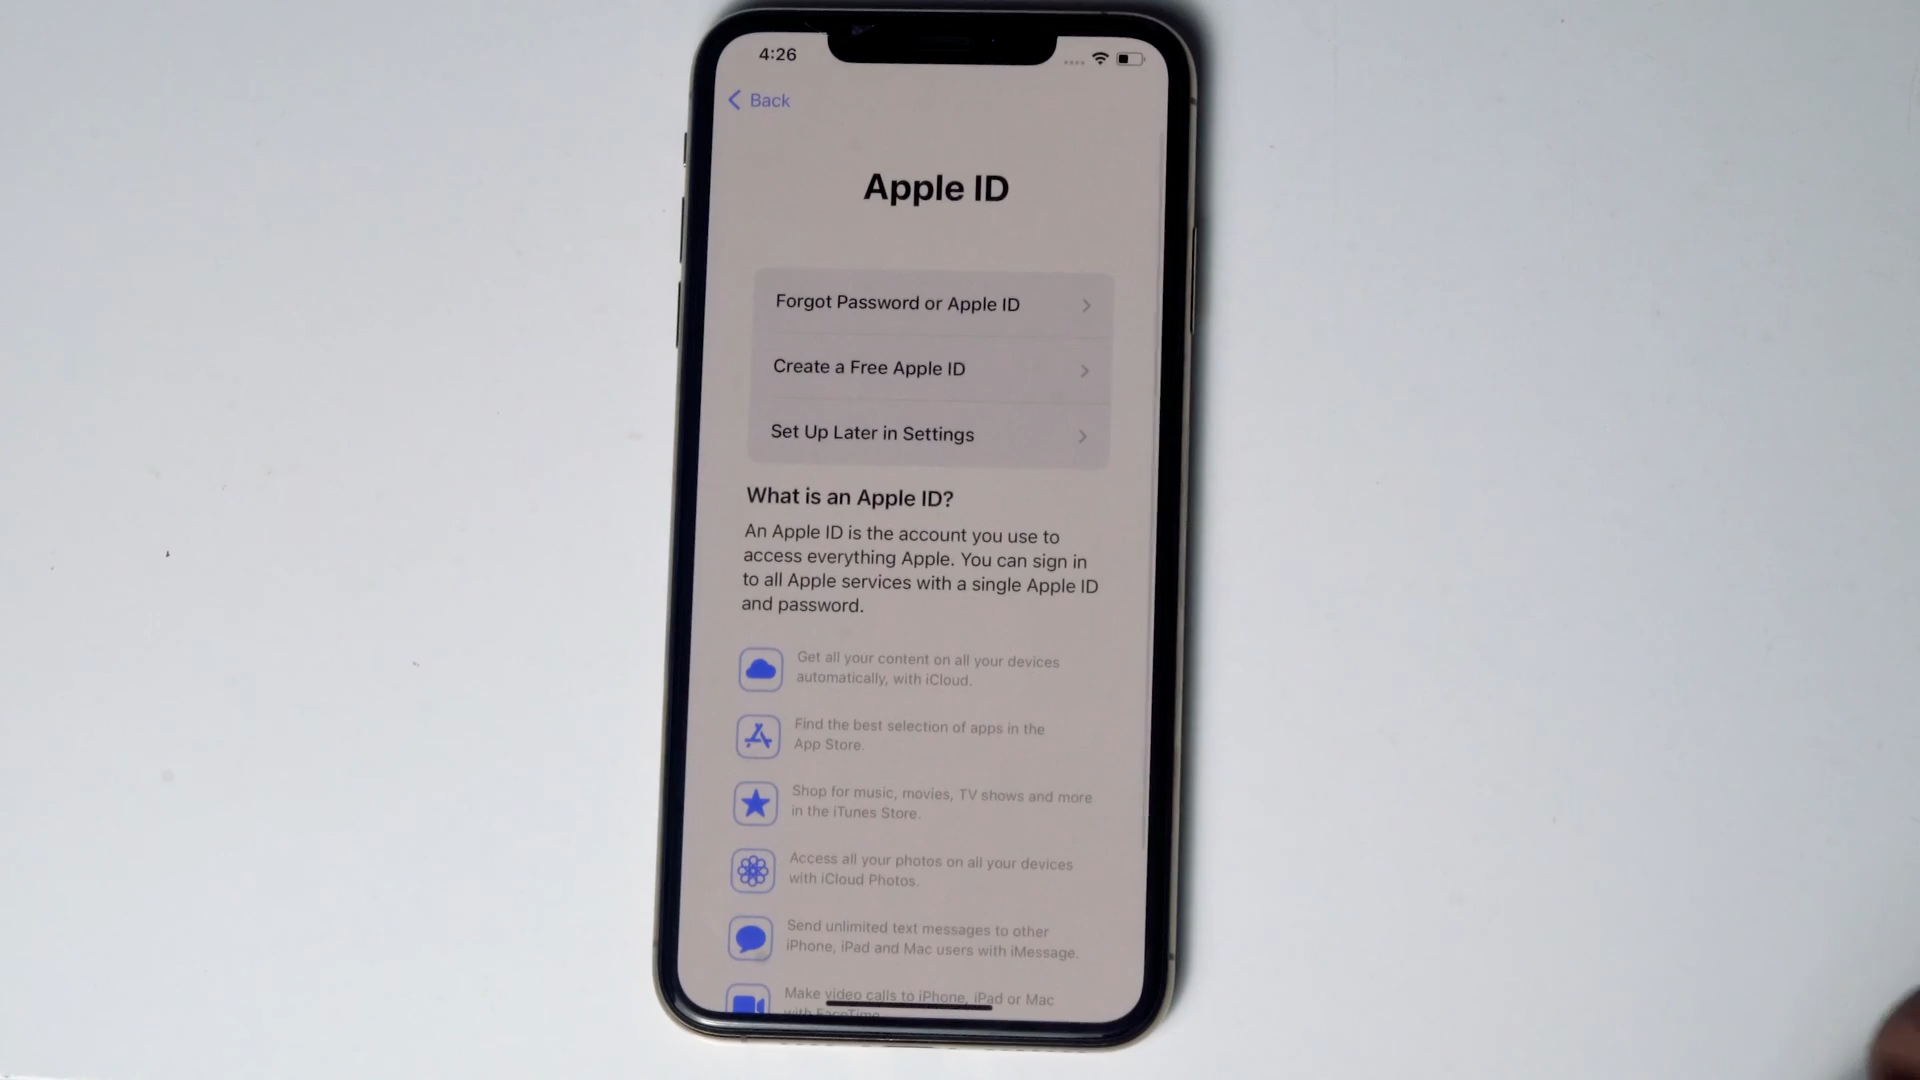 4:26
Back
Apple ID
Forgot Password or Apple ID
Create a Free Apple ID
Set Up Later in Settings
What is an Apple ID?
An Apple ID is the account you use to
access everything Apple. You can sign in
to all Apple services with a single Apple ID
and password.
Get all your content on all your devices
automatically, with iCloud.
Find the best selection of apps in the
App Store.
Shop for music, movies, TV shows and more
in the iTunes Store.
Access all your photos on all your devices
with iCloud Photos.
Send unlimited text messages to other
iPhone, iPad and Mac users with iMessage.
Make video calls to iPhone, iPad or Mac
with FaceTime.